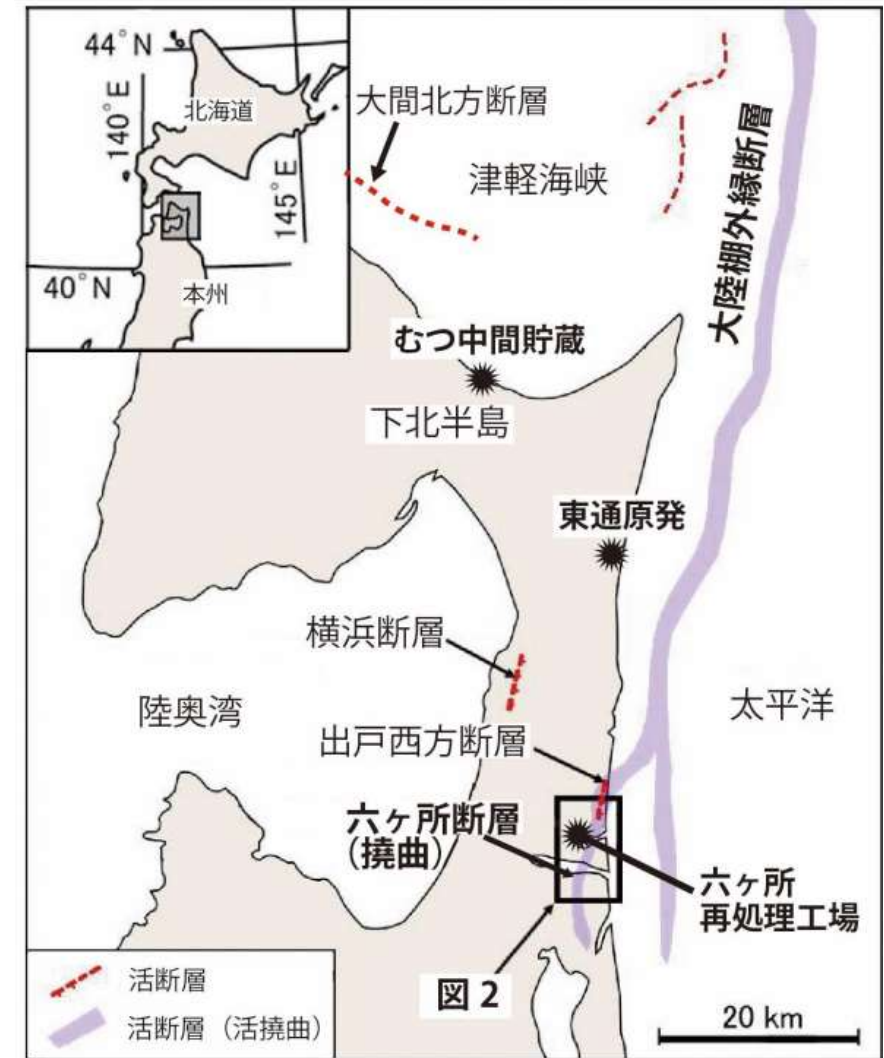 44°N
140°E
北海道
145°E
40°N
本州
大間北方断層
津軽海峡
大陸棚外縁断層
むつ中間貯蔵
下北半島
東通原発
横浜断層
陸奥湾
太平洋
出戸西方断層
六ヶ所断層
(撓曲)
六ヶ所
再処理工場
図2
活断層
活断層（活撓曲）
20 km